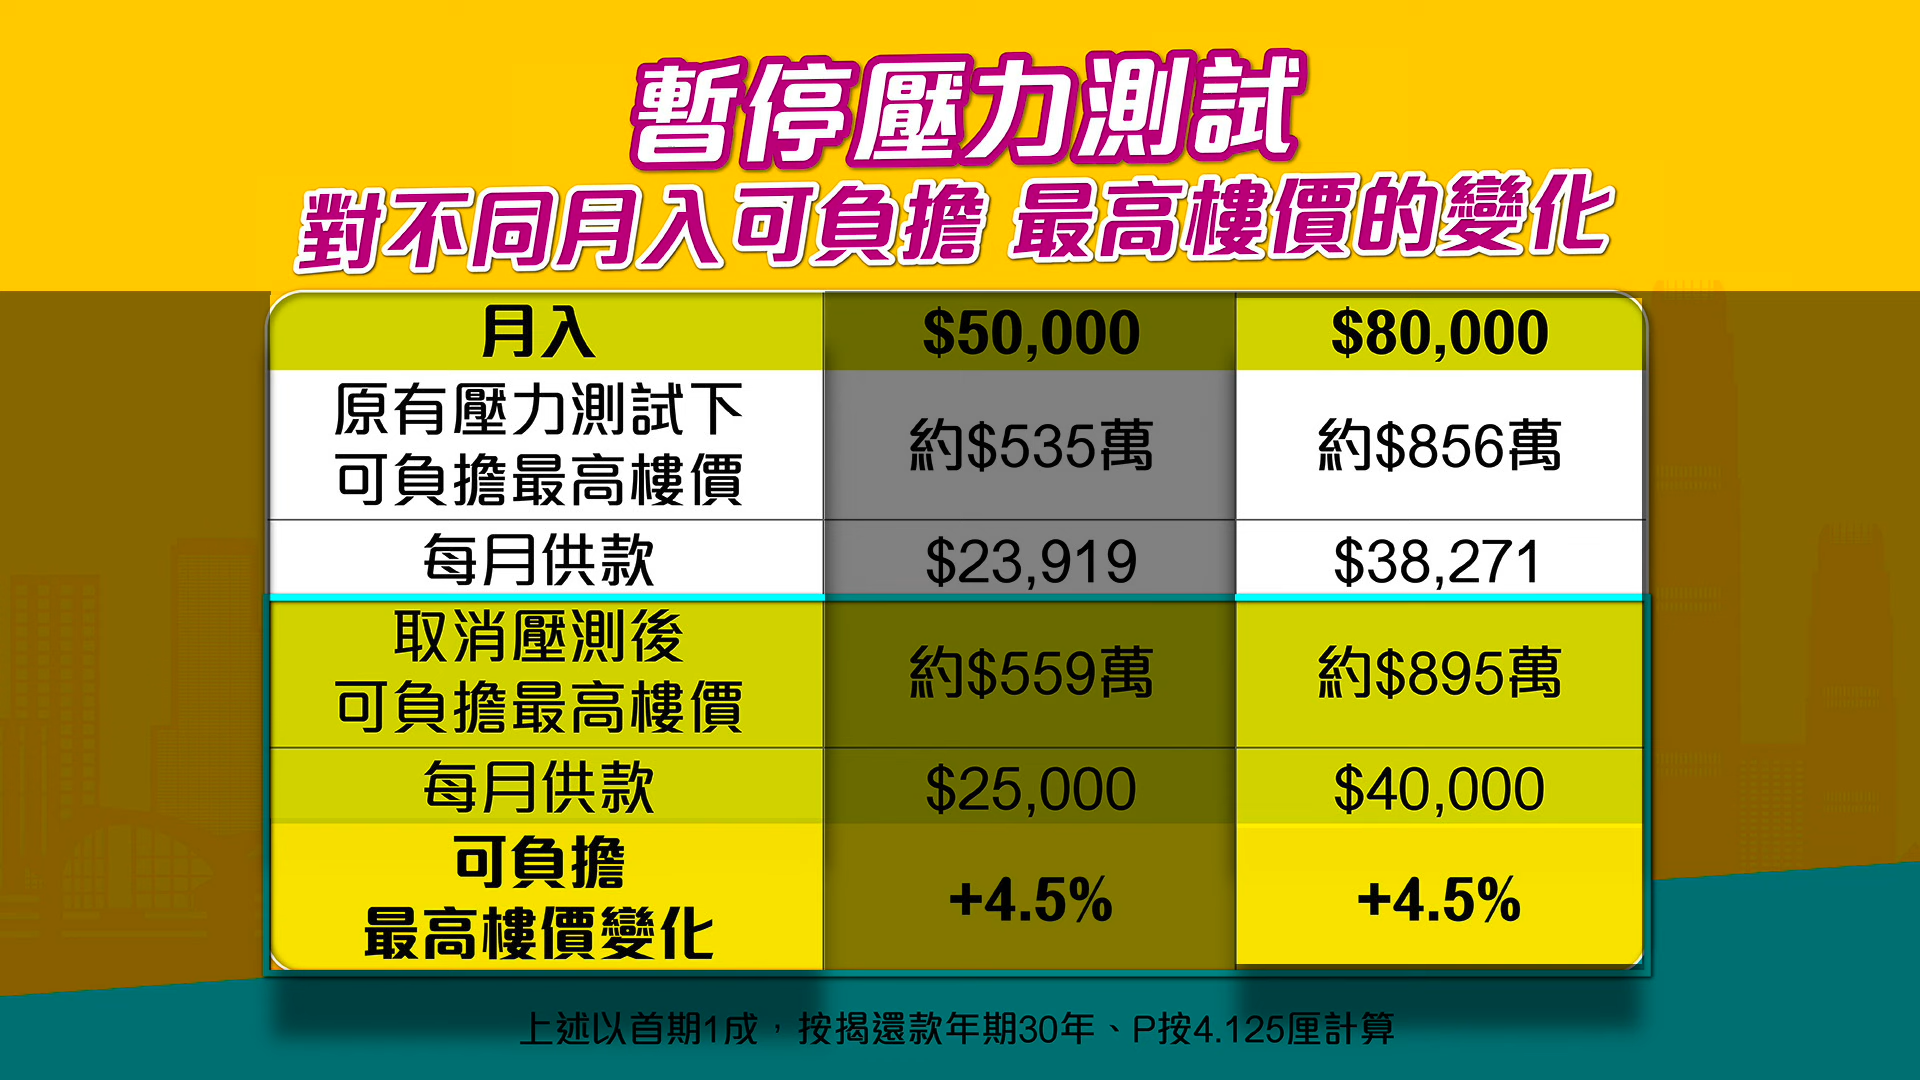 暫停壓力測試
對不同月入可負擔 最高樓價的變化
月入 $50,000 $80,000
原有壓力測試下
可負擔最高樓價 約$535萬 約$856萬
每月供款 $23,919 $38,271
取消壓測後
可負擔最高樓價 約$559萬 約$895萬
每月供款 $25,000 $40,000
可負擔
最高樓價變化 +4.5% +4.5%
上述以首期1成，按揭還款年期30年、P按4.125厘計算